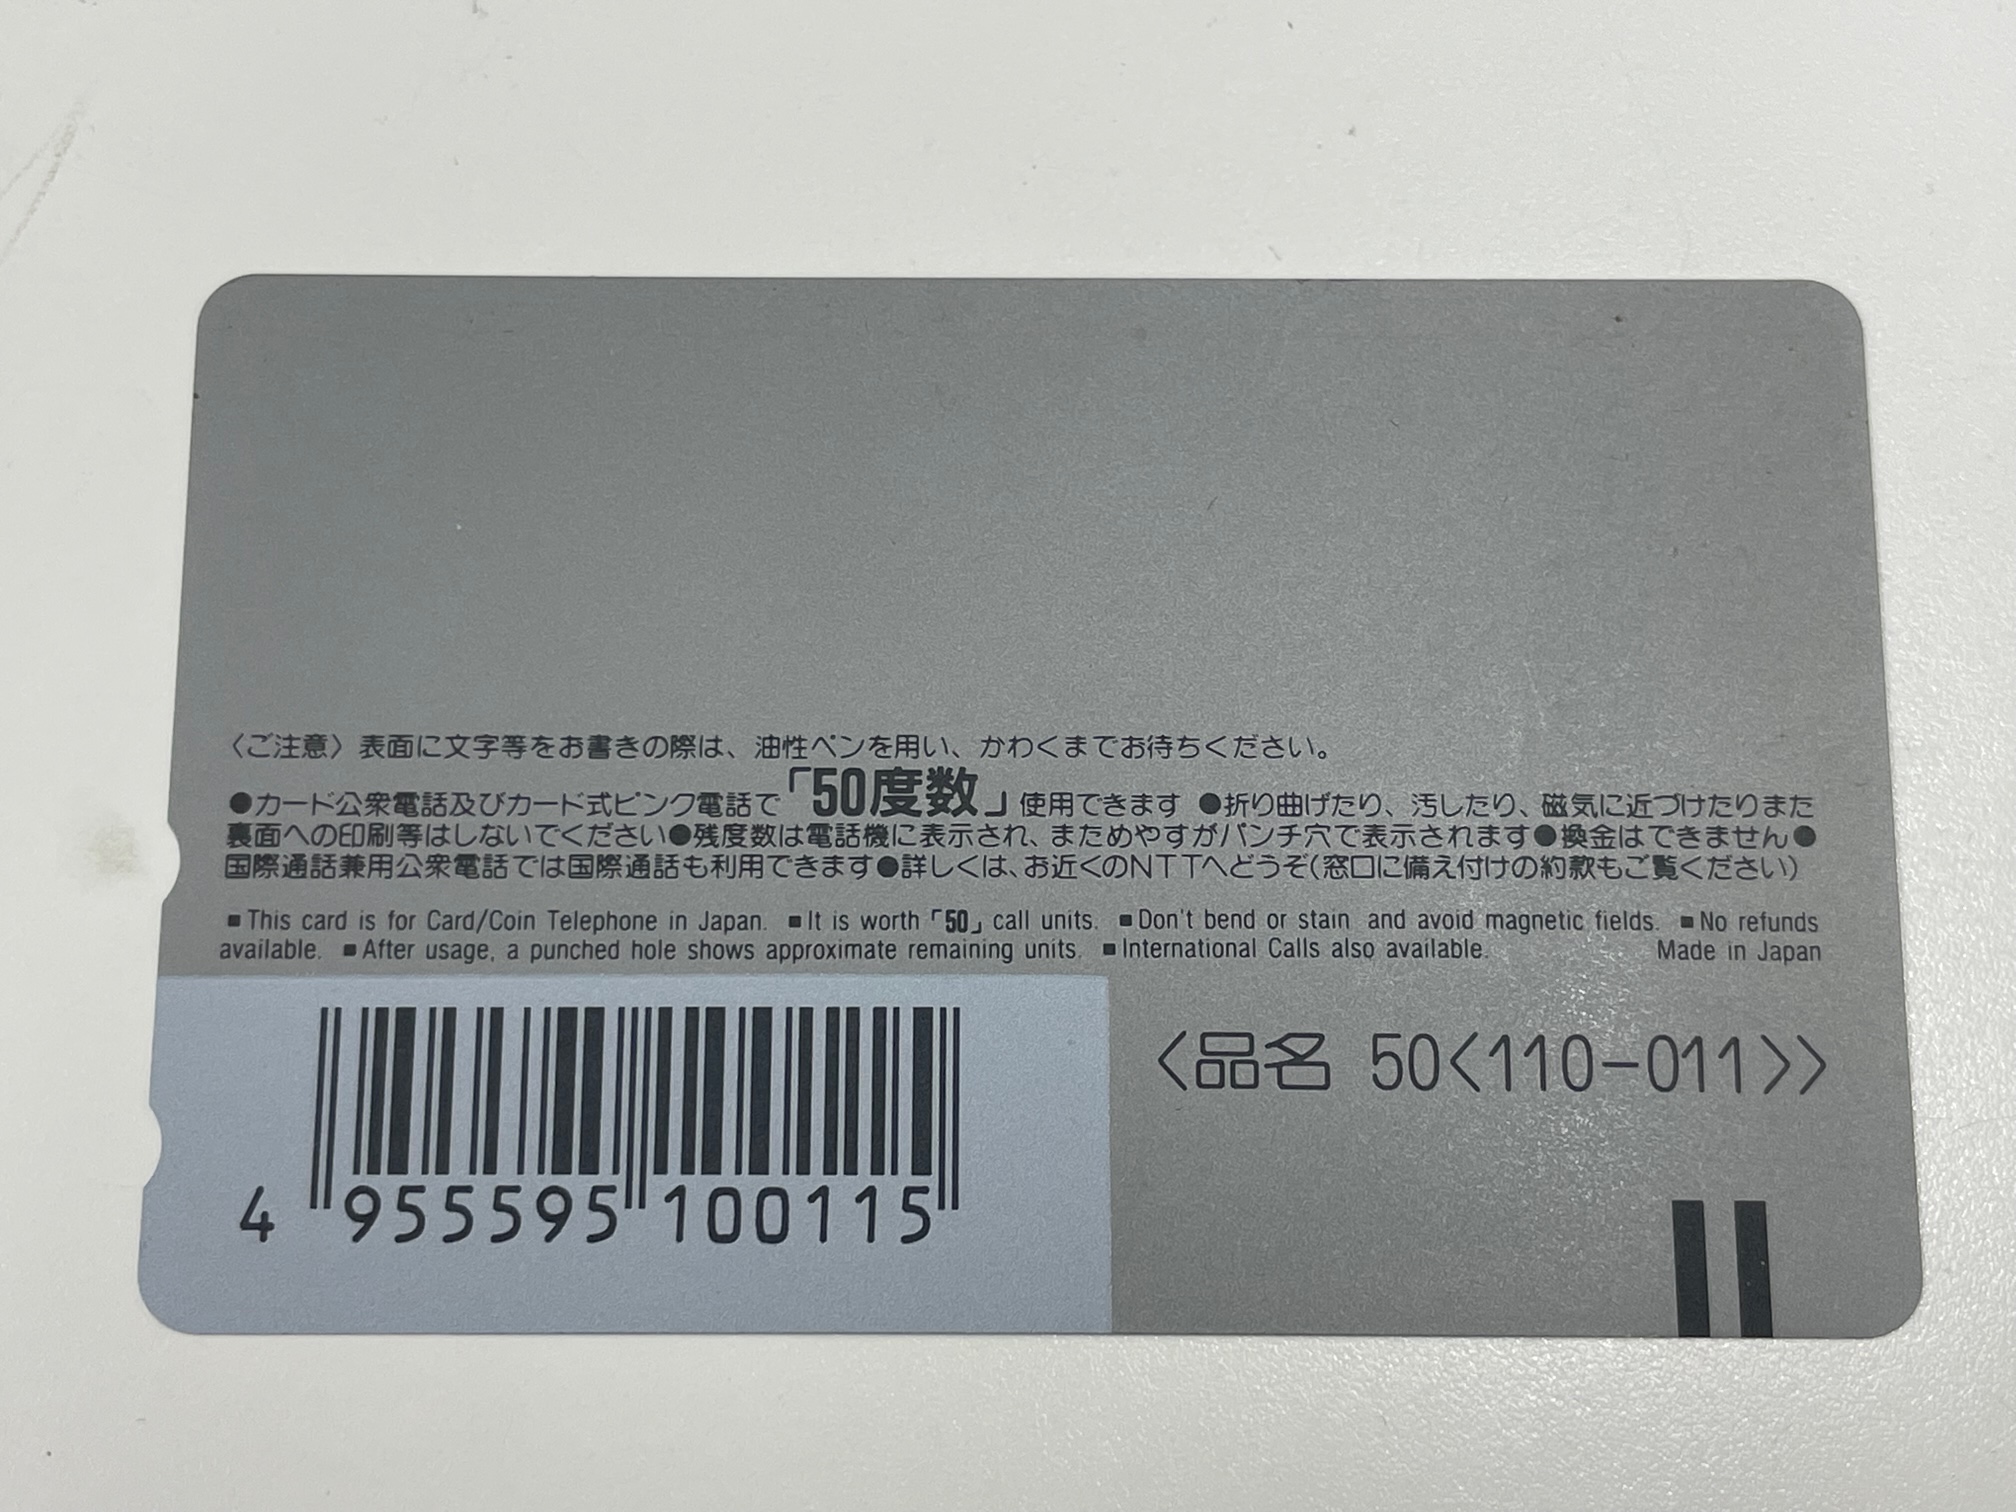 〈ご注意〉表面に文字等をお書きの際は、油性ペンを用い、かわくまでお待ちください。
●カード公衆電話及びカード式ピンク電話で「50度数」使用できます ●折り曲げたり、汚したり、磁気に近づけたりまた
裏面への印刷等はしないでください●残度数は電話機に表示され、まためやすがパンチ穴で表示されます●換金はできません●
国際通話兼用公衆電話では国際通話も利用できます●詳しくは、お近くのNTTへどうぞ(窓口に備え付けの約款もご覧ください)
■This card is for Card/Coin Telephone in Japan. ■It is worth「50」call units. ■Don't bend or stain and avoid magnetic fields. ■No refunds
available. ■After usage, a punched hole shows approximate remaining units. ■International Calls also available. Made in Japan
<品名 50<110-011>>
4 955595 100115